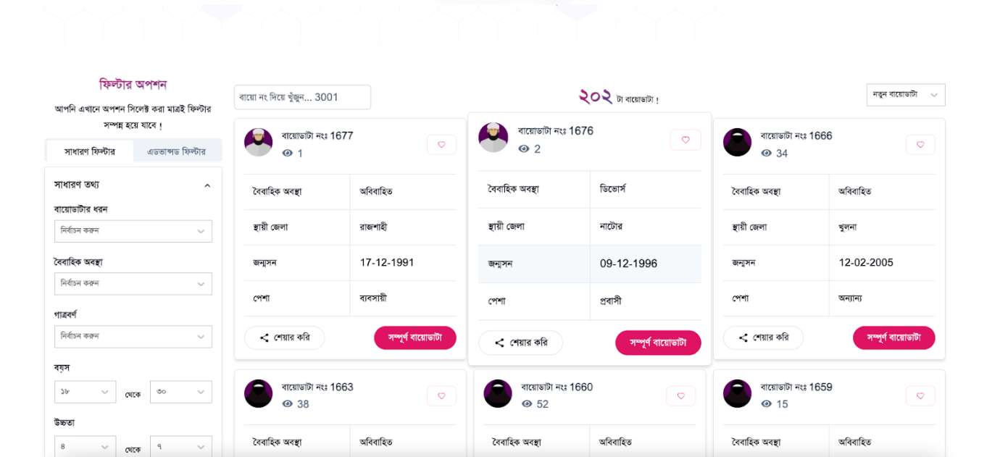 ফিল্টার অপশন
আপনি এখানে অপশন সিলেক্ট করা মাত্রই ফিল্টার
সম্পন্ন হয়ে যাবে !
সাধারণ ফিল্টার
এডভান্সড ফিল্টার
সাধারণ তথ্য
বায়োডাটার ধরন
নির্বাচন করুন
বৈবাহিক অবস্থা
নির্বাচন করুন
গাত্রবর্ণ
নির্বাচন করুন
বয়স
১৮ থেকে ৩০
উচ্চতা
৪ থেকে ৭
বায়ো নং দিয়ে খুঁজুন... 3001
২০২ টা বায়োডাটা !
নতুন বায়োডাটা
বায়োডাটা নংঃ 1677
1
বৈবাহিক অবস্থা অবিবাহিত
স্থায়ী জেলা রাজশাহী
জন্মসন 17-12-1991
পেশা ব্যবসায়ী
শেয়ার করি সম্পূর্ণ বায়োডাটা
বায়োডাটা নংঃ 1676
2
বৈবাহিক অবস্থা ডিভোর্স
স্থায়ী জেলা নাটোর
জন্মসন 09-12-1996
পেশা প্রবাসী
শেয়ার করি সম্পূর্ণ বায়োডাটা
বায়োডাটা নংঃ 1666
34
বৈবাহিক অবস্থা অবিবাহিত
স্থায়ী জেলা খুলনা
জন্মসন 12-02-2005
পেশা অন্যান্য
শেয়ার করি সম্পূর্ণ বায়োডাটা
বায়োডাটা নংঃ 1663
38
বৈবাহিক অবস্থা অবিবাহিত
বায়োডাটা নংঃ 1660
52
বৈবাহিক অবস্থা অবিবাহিত
বায়োডাটা নংঃ 1659
15
বৈবাহিক অবস্থা অবিবাহিত